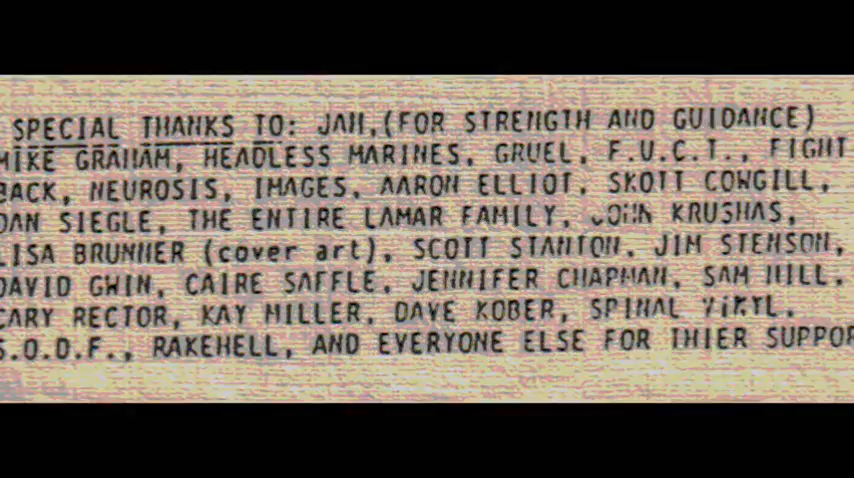 SPECIAL THANKS TO: JAH,(FOR STRENGTH AND GUIDANCE)
MIKE GRAHAM, HEADLESS MARINES, GRUEL, F.U.C.T., FIGHT
BACK, NEUROSIS, IMAGES, AARON ELLIOT, SKOTT COWGILL,
DAN SIEGLE, THE ENTIRE LAMAR FAMILY, JOHN KRUSHAS,
LISA BRUNNER (cover art), SCOTT STANTON, JIM STENSON,
DAVID GWIN, CAIRE SAFFLE, JENNIFER CHAPMAN, SAM HILL,
CARY RECTOR, KAY MILLER, DAVE KOBER, SPINAL
S.O.D.F., RAKEHELL, AND EVERYONE ELSE FOR THIER SUPPOR